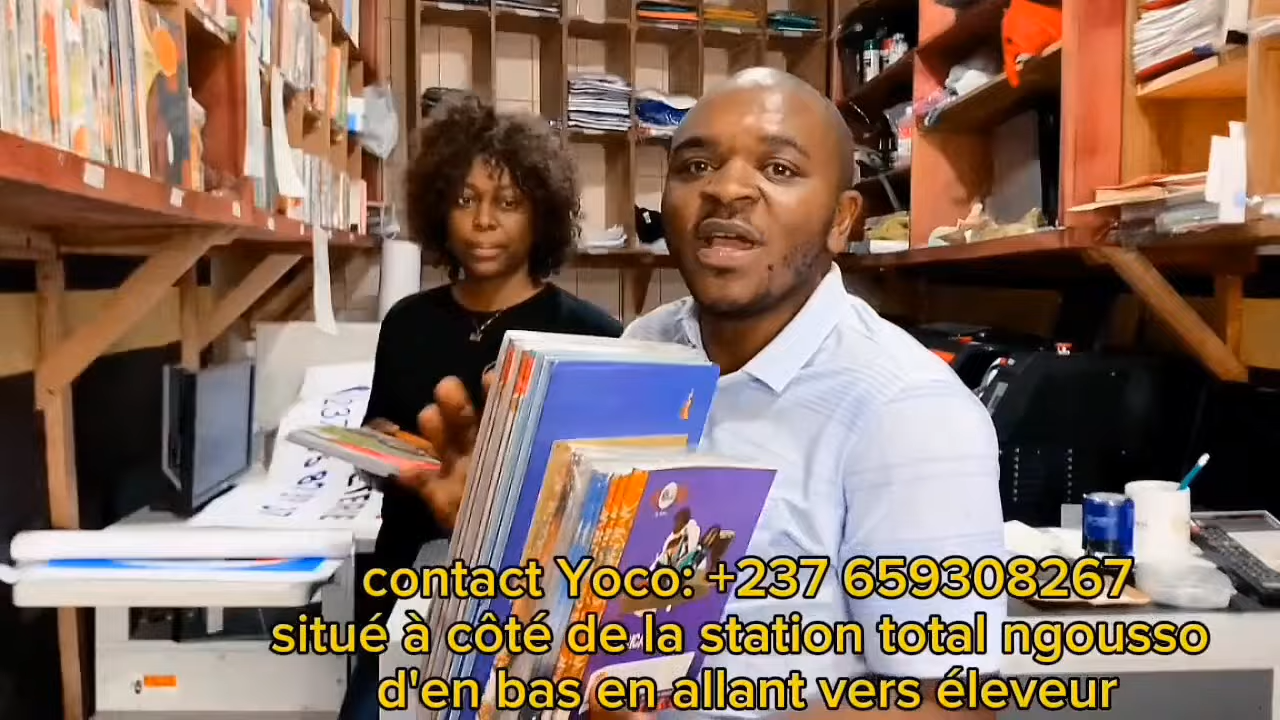 contact Yoco: +237 659308267
situé à côté de la station total ngousso
d'en bas en allant vers éleveur